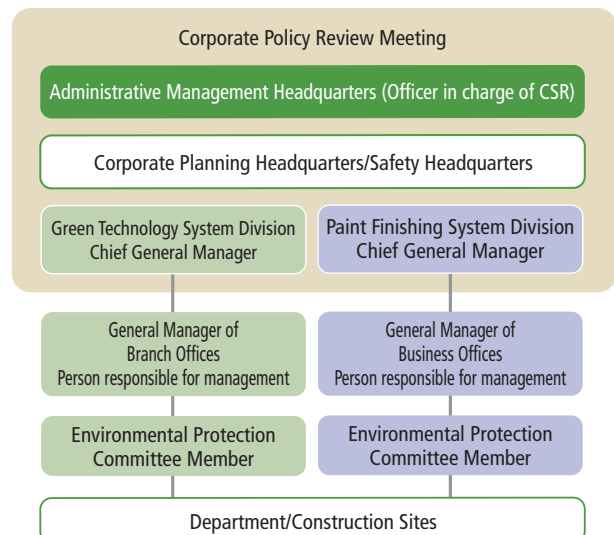 Corporate Policy Review Meeting
Administrative Management Headquarters (Officer in charge of CSR)
Corporate Planning Headquarters/Safety Headquarters
Green Technology System Division
Chief General Manager
Paint Finishing System Division
Chief General Manager
General Manager of
Branch Offices
Person responsible for management
General Manager of
Business Offices
Person responsible for management
Environmental Protection
Committee Member
Environmental Protection
Committee Member
Department/Construction Sites